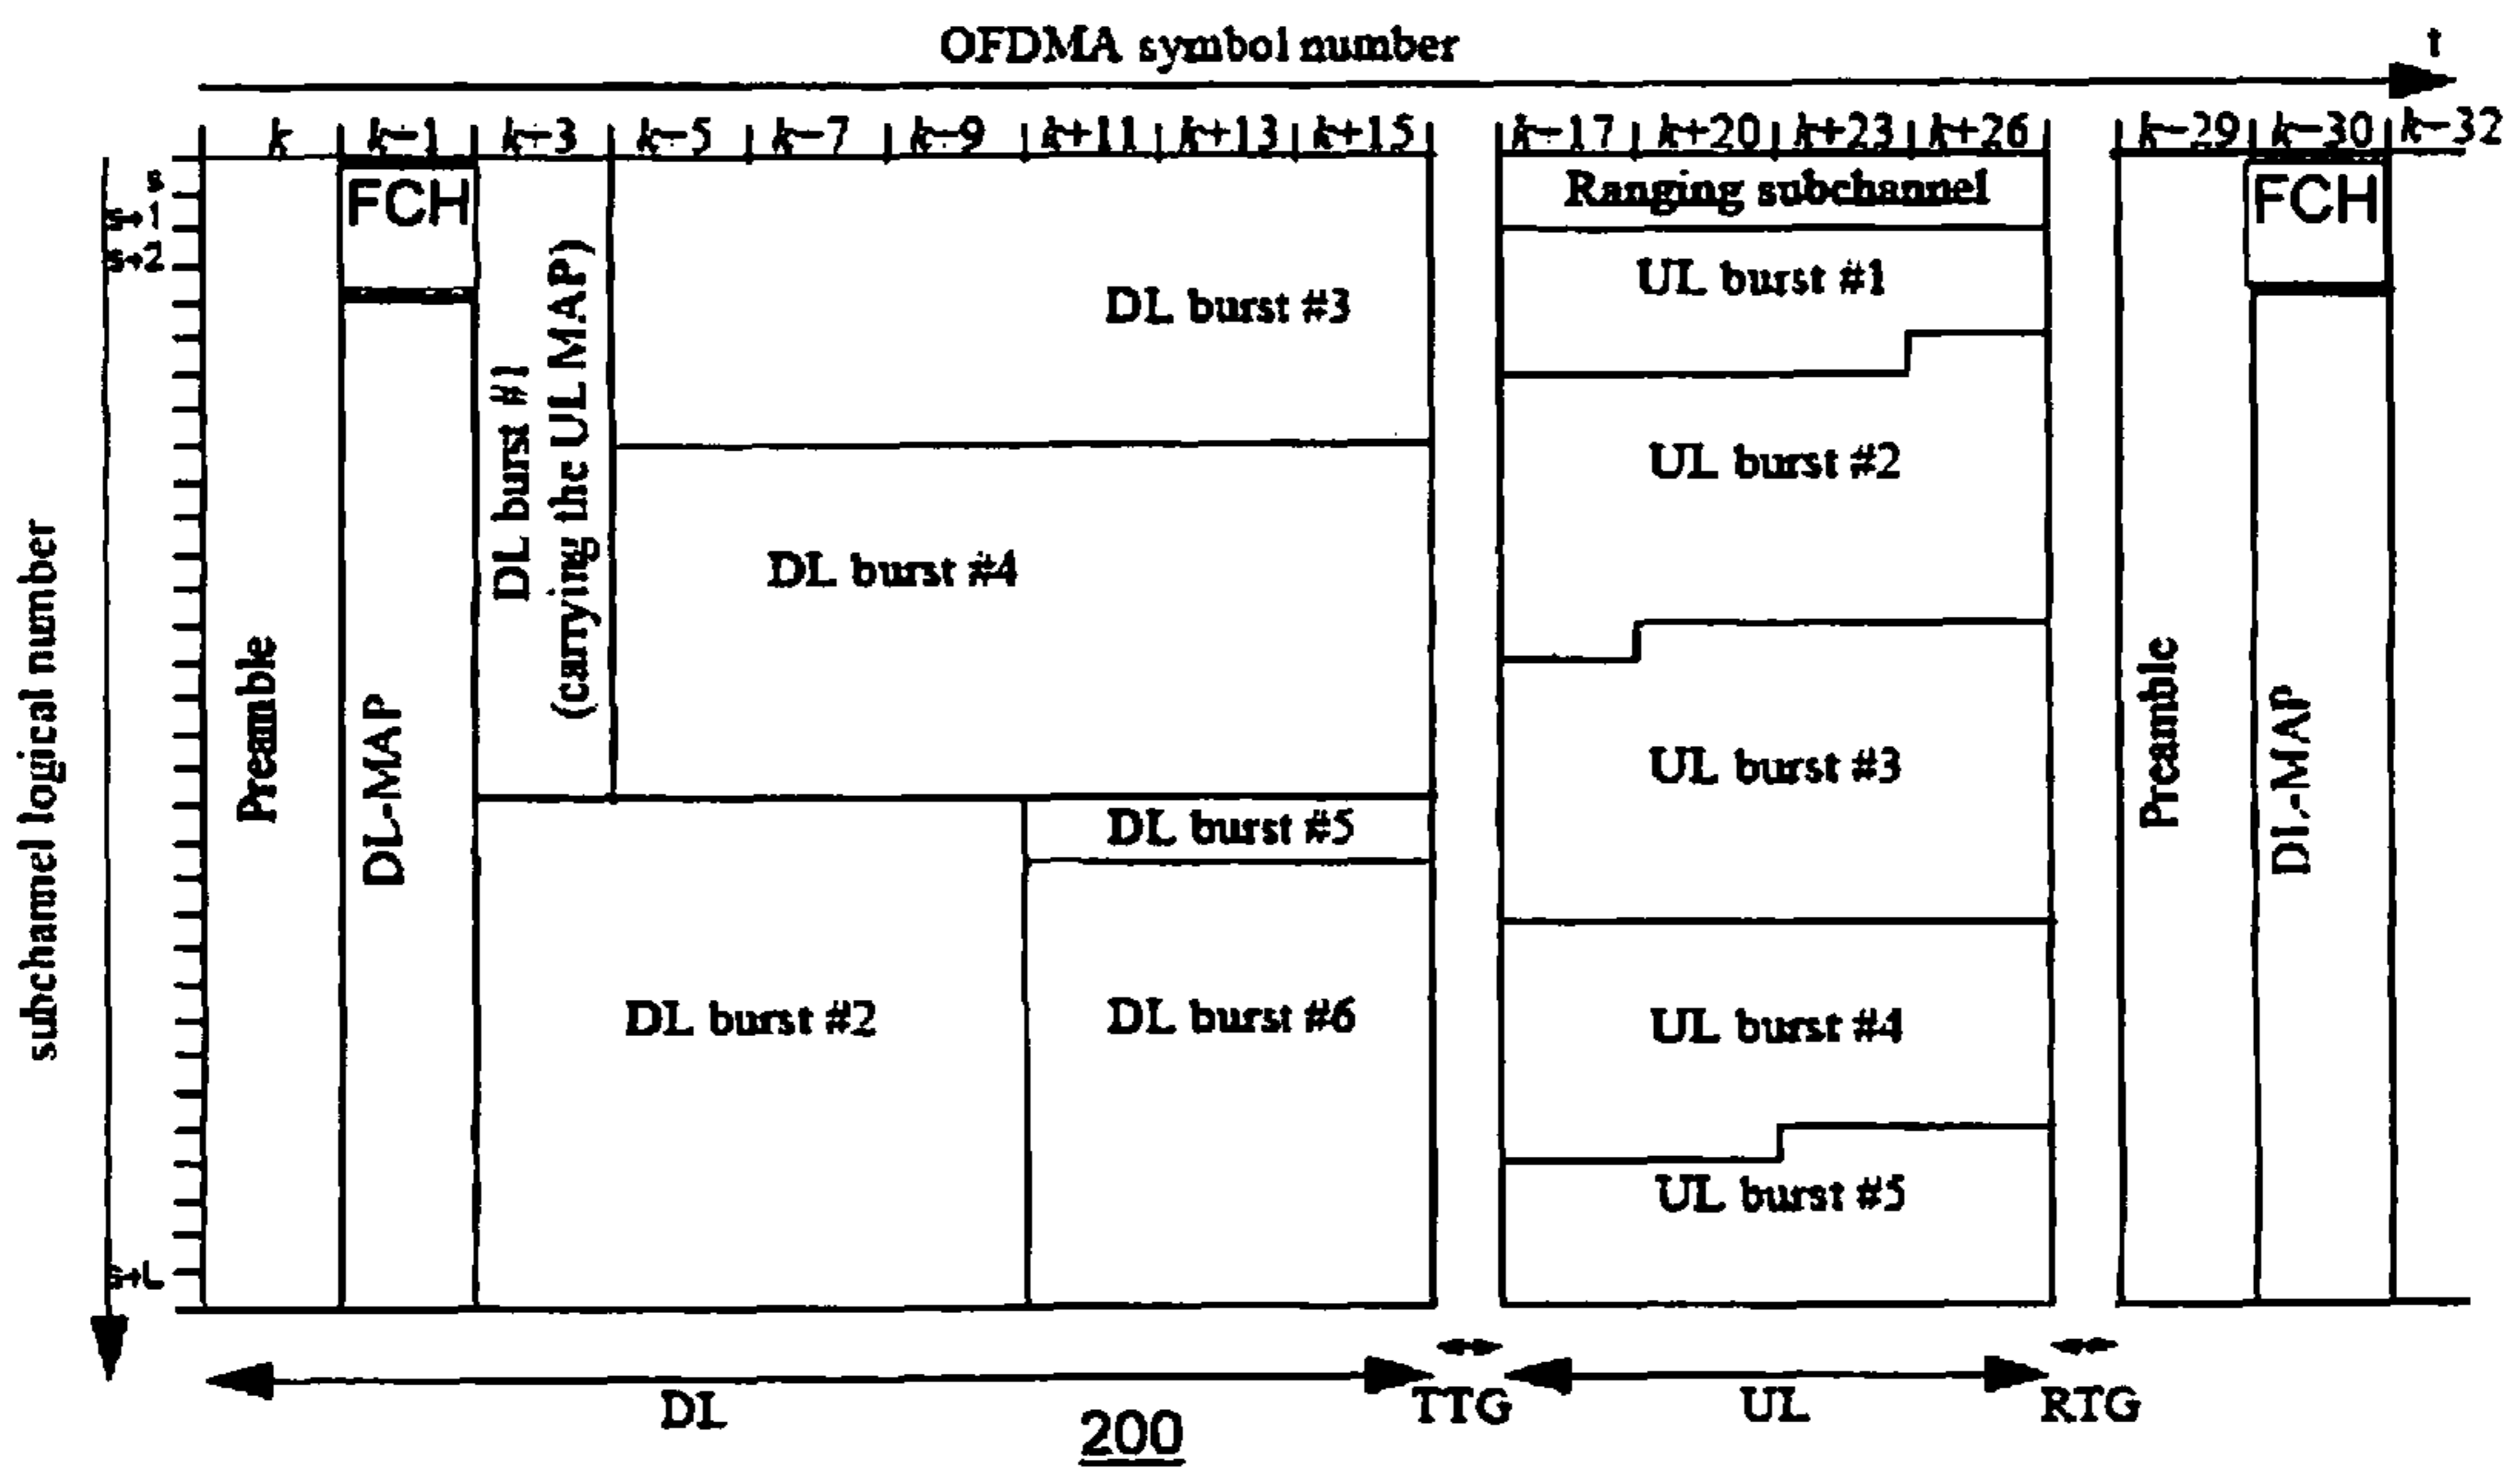 OFDMA symbol number
t
k k+1 k+3 k+5 k+7 k+9 k+11 k+13 k+15 k+17 k+20 k+23 k+26 k+29 k+30 k+32
s
s+1
s+2
s+L
subchannel logical number
Preamble
FCH
DL-MAP
DL burst #1
(carrying the UL MAP)
DL burst #3
DL burst #4
DL burst #2
DL burst #5
DL burst #6
Ranging subchannel
UL burst #1
UL burst #2
UL burst #3
UL burst #4
UL burst #5
Preamble
FCH
DL-MAP
DL
TTG
UL
RTG
200